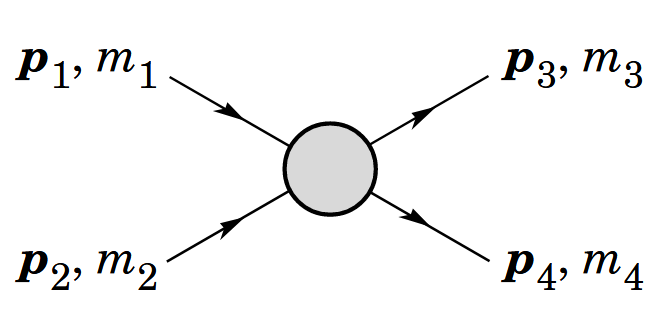 p₁, m₁
p₃, m₃
p₂, m₂
p₄, m₄